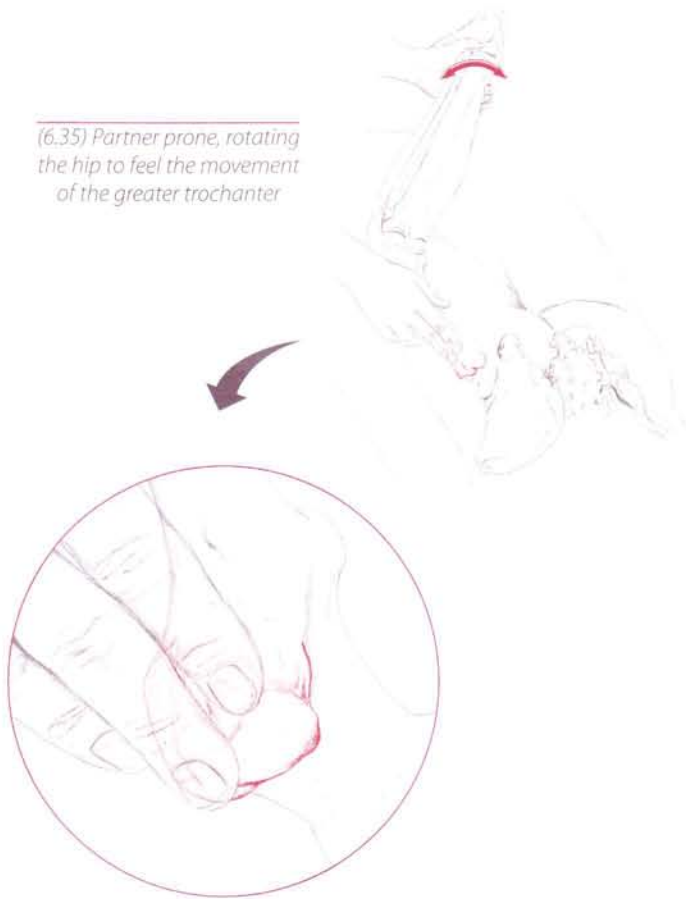 (6.35) Partner prone, rotating
the hip to feel the movement
of the greater trochanter